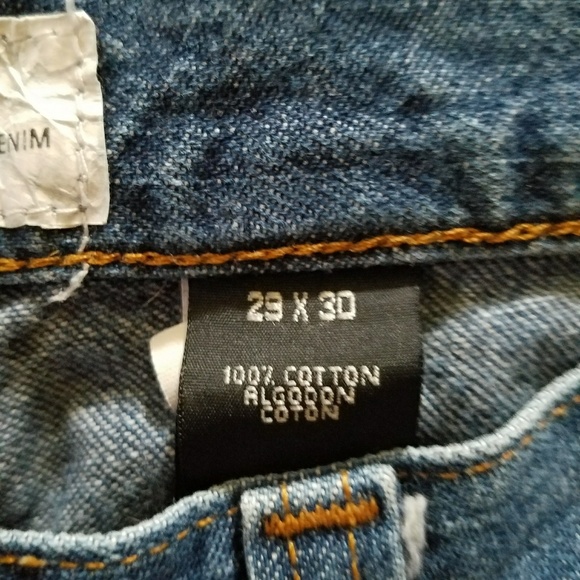 ENIM
29 X 30
100% COTTON
ALGODON
COTON